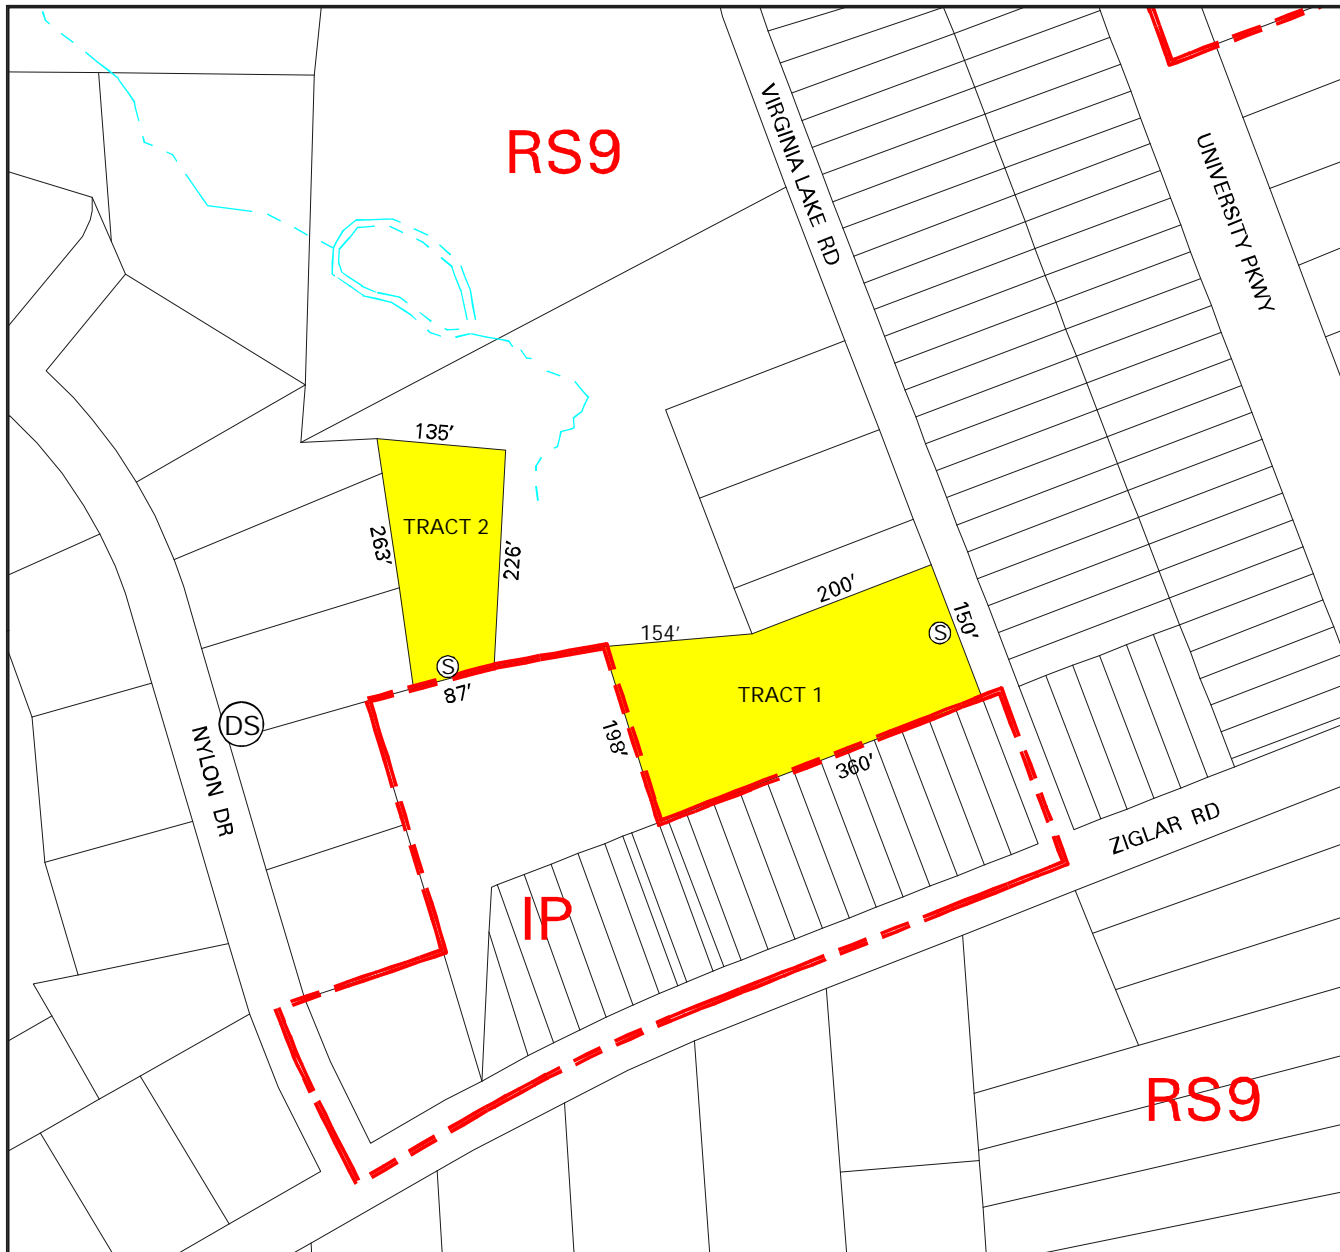 RS9
VIRGINIA LAKE RD
UNIVERSITY PKWY
135'
TRACT 2
263'
226'
200'
154'
150'
S
S
87'
TRACT 1
198'
360'
DS
NYLON DR
ZIGLAR RD
IP
RS9